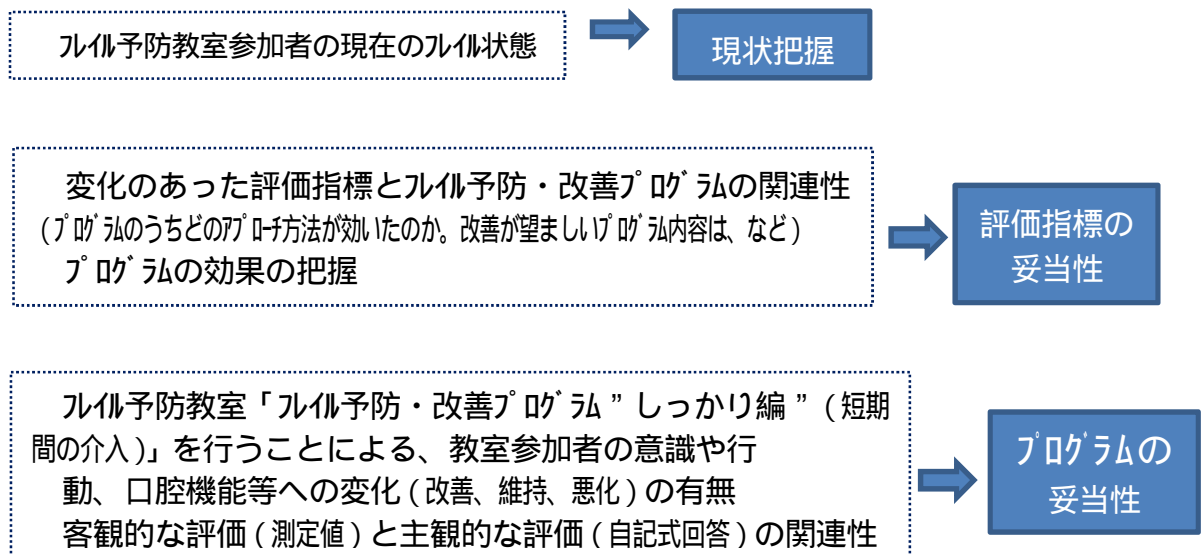 ﾌﾚｲﾙ予防教室参加者の現在のﾌﾚｲﾙ状態
現状把握
変化のあった評価指標とﾌﾚｲﾙ予防・改善ﾌﾟﾛｸﾞﾗﾑの関連性
(ﾌﾟﾛｸﾞﾗﾑのうちどのｱﾌﾟﾛｰﾁ方法が効いたのか。改善が望ましいﾌﾟﾛｸﾞﾗﾑ内容は、など)
ﾌﾟﾛｸﾞﾗﾑの効果の把握
評価指標の
妥当性
ﾌﾚｲﾙ予防教室「ﾌﾚｲﾙ予防・改善ﾌﾟﾛｸﾞﾗﾑ”しっかり編”(短期
間の介入)」を行うことによる、教室参加者の意識や行
動、口腔機能等への変化(改善、維持、悪化)の有無
客観的な評価(測定値)と主観的な評価(自記式回答)の関連性
ﾌﾟﾛｸﾞﾗﾑの
妥当性